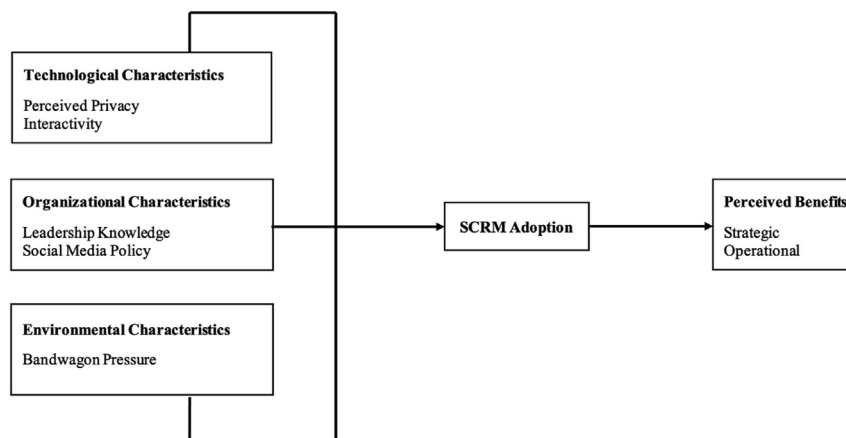 Technological Characteristics
Perceived Privacy
Interactivity
Organizational Characteristics
Leadership Knowledge
Social Media Policy
Environmental Characteristics
Bandwagon Pressure
SCRM Adoption
Perceived Benefits
Strategic
Operational